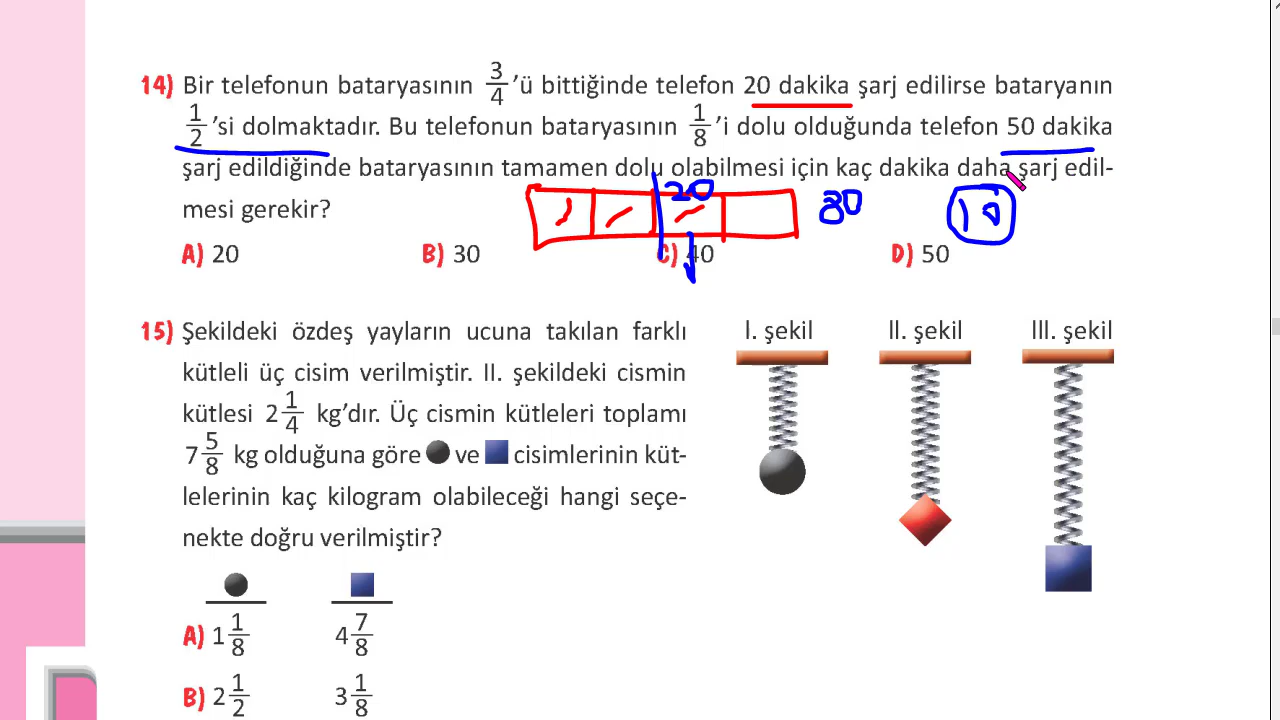 14) Bir telefonun bataryasının 3/4 'ü bittiğinde telefon 20 dakika şarj edilirse bataryanın
1/2 'si dolmaktadır. Bu telefonun bataryasının 1/8 'i dolu olduğunda telefon 50 dakika
şarj edildiğinde bataryasının tamamen dolu olabilmesi için kaç dakika daha şarj edil-
mesi gerekir?
20
80
10
A) 20 B) 30 C) 40 D) 50
15) Şekildeki özdeş yayların ucuna takılan farklı
kütleli üç cisim verilmiştir. II. şekildeki cismin
kütlesi 2 1/4 kg'dır. Üç cismin kütleleri toplamı
7 5/8 kg olduğuna göre ve cisimlerinin küt-
lelerinin kaç kilogram olabileceği hangi seçe-
nekte doğru verilmiştir?
I. şekil II. şekil III. şekil
A) 1 1/8 4 7/8
B) 2 1/2 3 1/8